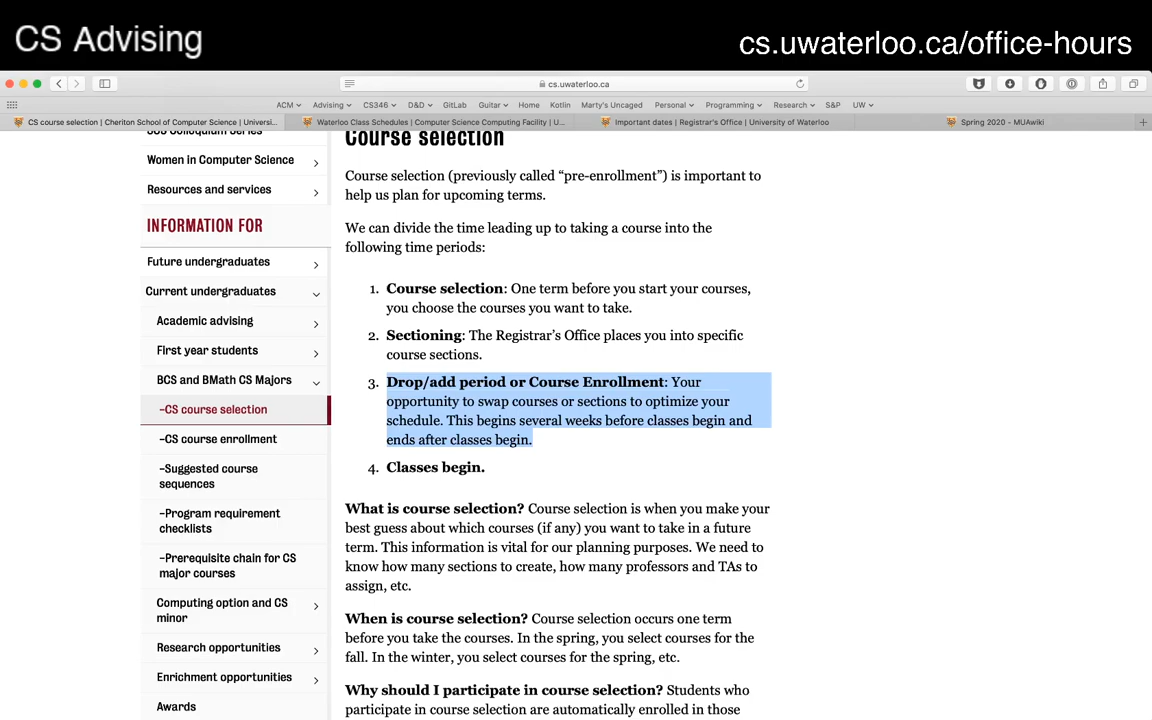 CS Advising
cs.uwaterloo.ca/office-hours
cs.uwaterloo.ca
ACM Advising CS346 D&D GitLab Guitar Home Kotlin Marty's Uncaged Personal Programming Research S&P UW
CS course selection | Cheriton School of Computer Science | Universi...
Waterloo Class Schedules | Computer Science Computing Facility | U...
Important dates | Registrar's Office | University of Waterloo
Spring 2020 - MUAwiki
Women in Computer Science
Resources and services
INFORMATION FOR
Future undergraduates
Current undergraduates
Academic advising
First year students
BCS and BMath CS Majors
-CS course selection
-CS course enrollment
-Suggested course
sequences
-Program requirement
checklists
-Prerequisite chain for CS
major courses
Computing option and CS
minor
Research opportunities
Enrichment opportunities
Awards
Course selection
Course selection (previously called “pre-enrollment”) is important to
help us plan for upcoming terms.
We can divide the time leading up to taking a course into the
following time periods:
1. Course selection: One term before you start your courses,
you choose the courses you want to take.
2. Sectioning: The Registrar’s Office places you into specific
course sections.
3. Drop/add period or Course Enrollment: Your
opportunity to swap courses or sections to optimize your
schedule. This begins several weeks before classes begin and
ends after classes begin.
4. Classes begin.
What is course selection? Course selection is when you make your
best guess about which courses (if any) you want to take in a future
term. This information is vital for our planning purposes. We need to
know how many sections to create, how many professors and TAs to
assign, etc.
When is course selection? Course selection occurs one term
before you take the courses. In the spring, you select courses for the
fall. In the winter, you select courses for the spring, etc.
Why should I participate in course selection? Students who
participate in course selection are automatically enrolled in those